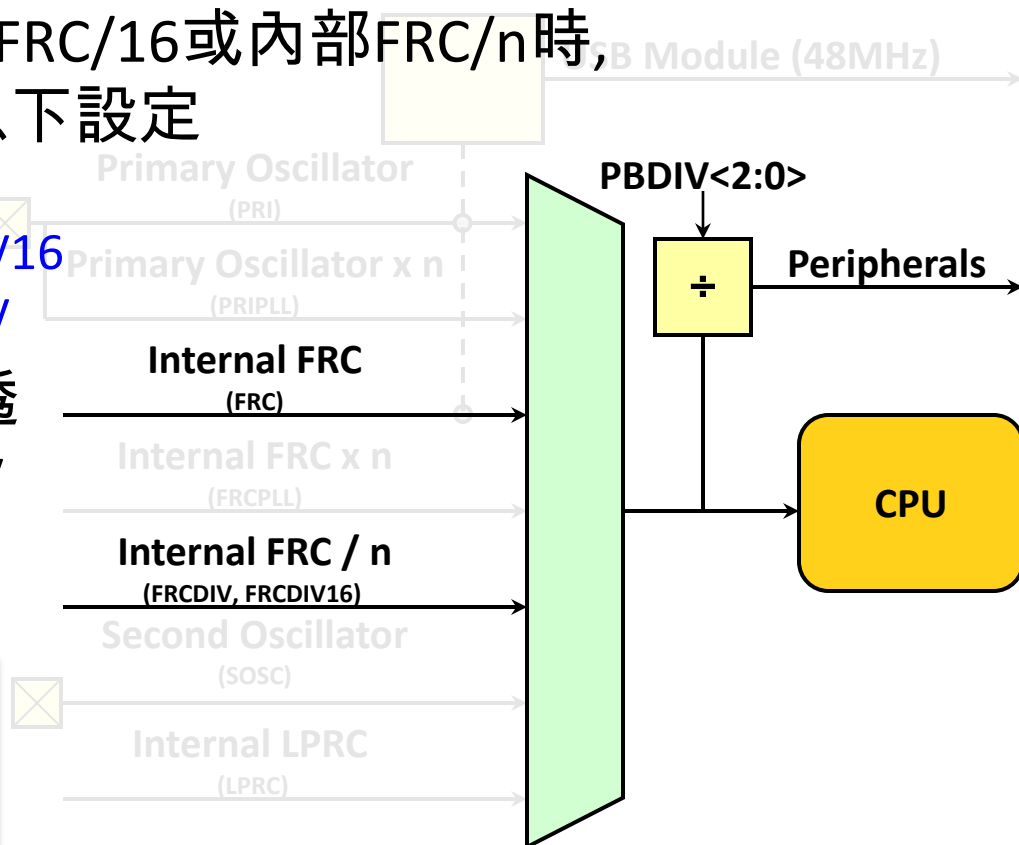 FRC/16或內部FRC/n時,
下設定
USB Module (48MHz)
Primary Oscillator
(PRI)
PBDIV<2:0>
/16
Primary Oscillator x n
(PRIPLL)
÷
Peripherals
Internal FRC
(FRC)
Internal FRC x n
(FRCPLL)
CPU
Internal FRC / n
(FRCDIV, FRCDIV16)
Second Oscillator
(SOSC)
Internal LPRC
(LPRC)